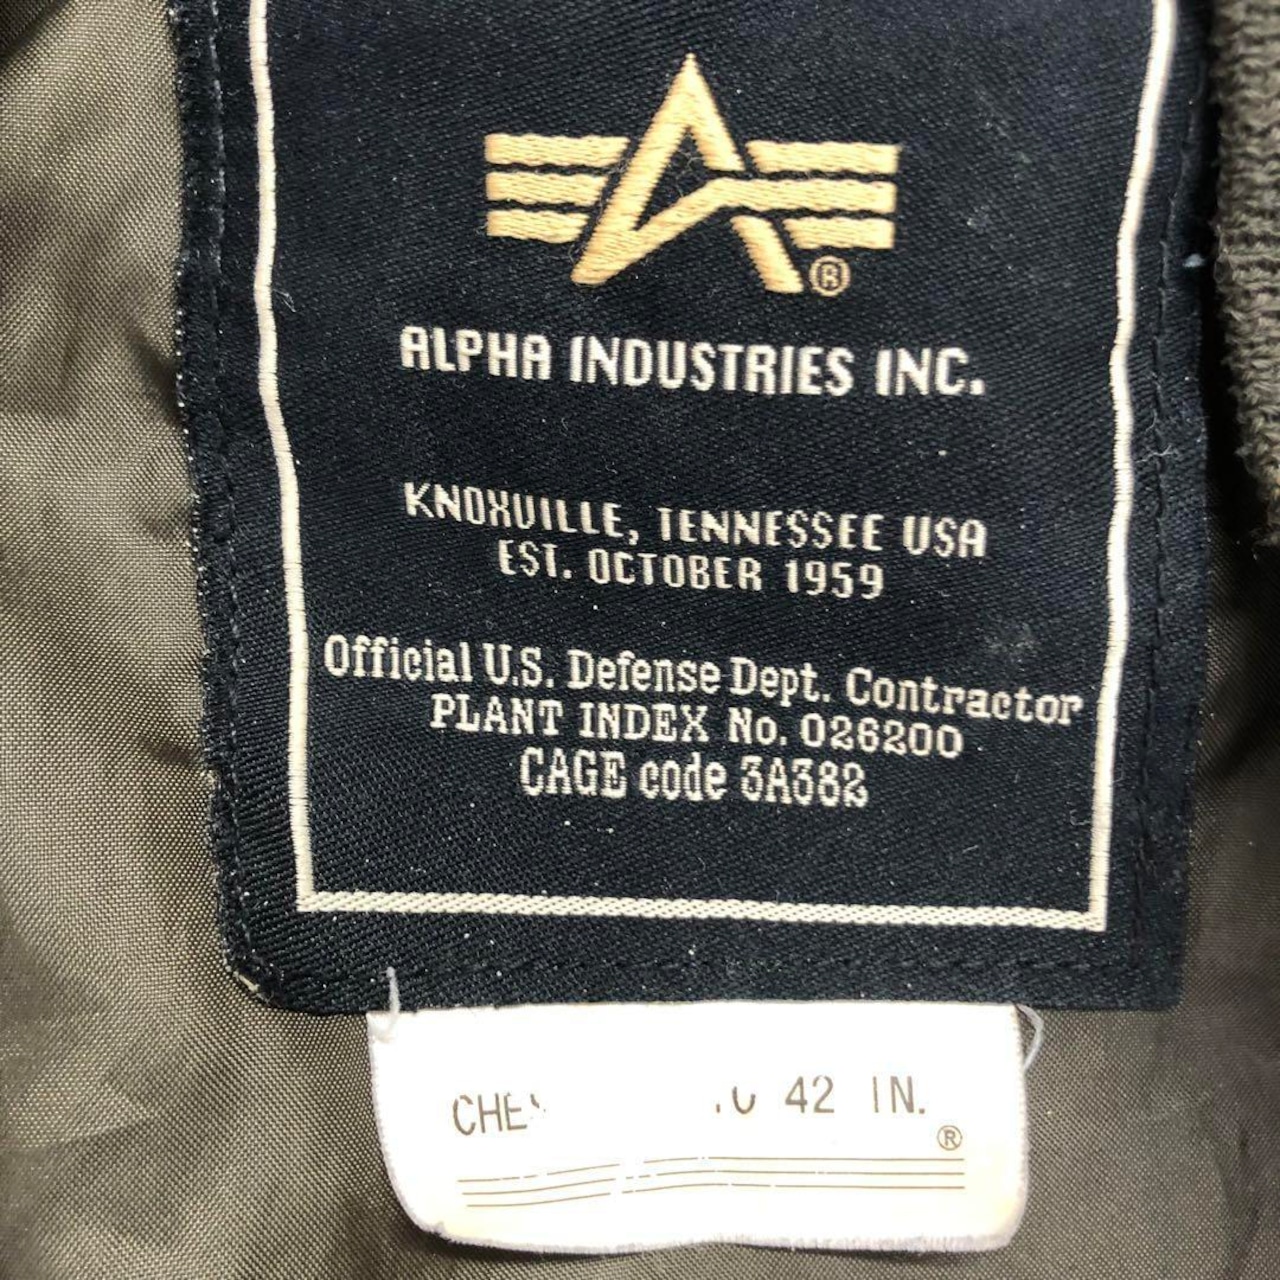 ®
ALPHA INDUSTRIES INC.
KNOXVILLE, TENNESSEE USA
EST. OCTOBER 1959
Official U.S. Defense Dept. Contractor
PLANT INDEX No. 026200
CAGE code 3A382
42 IN.
®